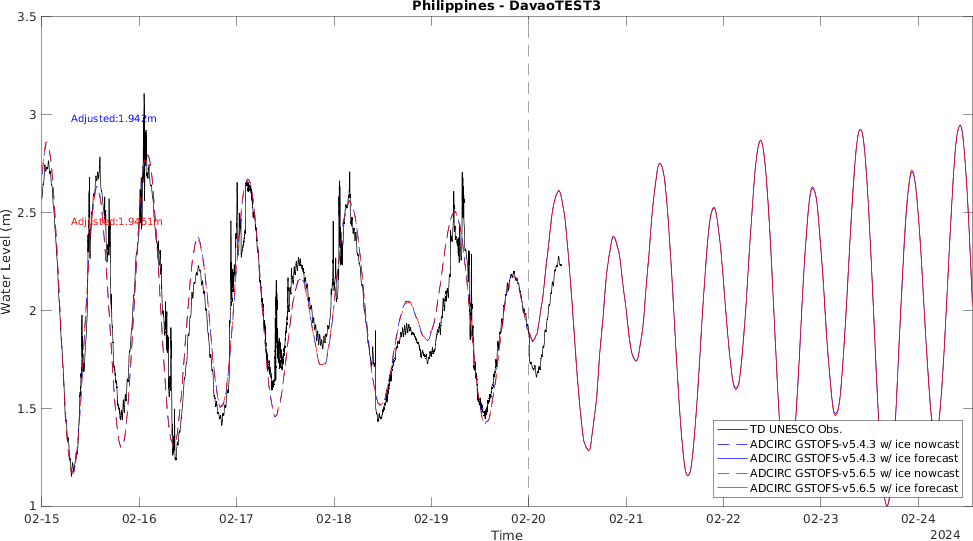 Philippines - DavaoTEST3
3.5
3
2.5
2
1.5
1
Water Level (m)
Adjusted:1.942m
Adjusted:1.9451m
TD UNESCO Obs.
ADCIRC GSTOFS-v5.4.3 w/ ice nowcast
ADCIRC GSTOFS-v5.4.3 w/ ice forecast
ADCIRC GSTOFS-v5.6.5 w/ ice nowcast
ADCIRC GSTOFS-v5.6.5 w/ ice forecast
02-15 02-16 02-17 02-18 02-19 02-20 02-21 02-22 02-23 02-24
Time
2024